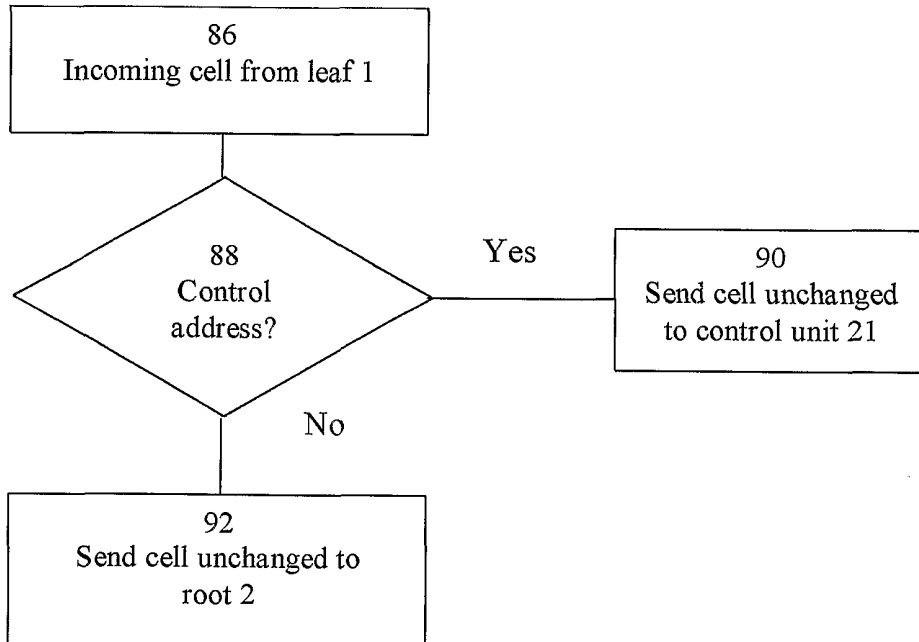 86
Incoming cell from leaf 1
88
Control
address?
Yes
90
Send cell unchanged
to control unit 21
No
92
Send cell unchanged to
root 2